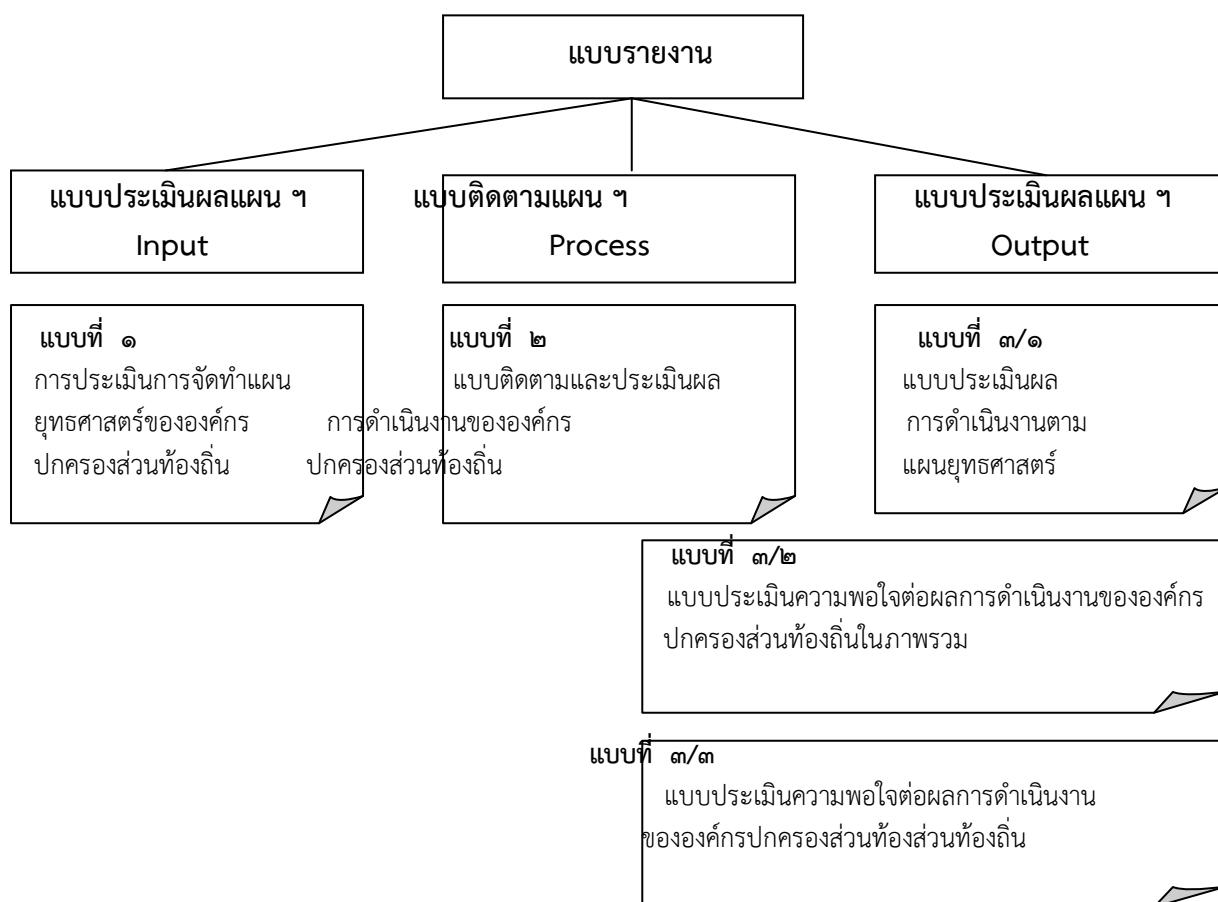 แบบรายงาน
แบบประเมินผลแผน ฯ
Input
แบบติดตามแผน ฯ
Process
แบบประเมินผลแผน ฯ
Output
แบบที่ ๑
การประเมินการจัดทำแผน
ยุทธศาสตร์ขององค์กร
ปกครองส่วนท้องถิ่น
แบบที่ ๒
แบบติดตามและประเมินผล
การดำเนินงานขององค์กร
ปกครองส่วนท้องถิ่น
แบบที่ ๓/๑
แบบประเมินผล
การดำเนินงานตาม
แผนยุทธศาสตร์
แบบที่ ๓/๒
แบบประเมินความพอใจต่อผลการดำเนินงานขององค์กร
ปกครองส่วนท้องถิ่นในภาพรวม
แบบที่ ๓/๓
แบบประเมินความพอใจต่อผลการดำเนินงาน
ขององค์กรปกครองส่วนท้องส่วนท้องถิ่น